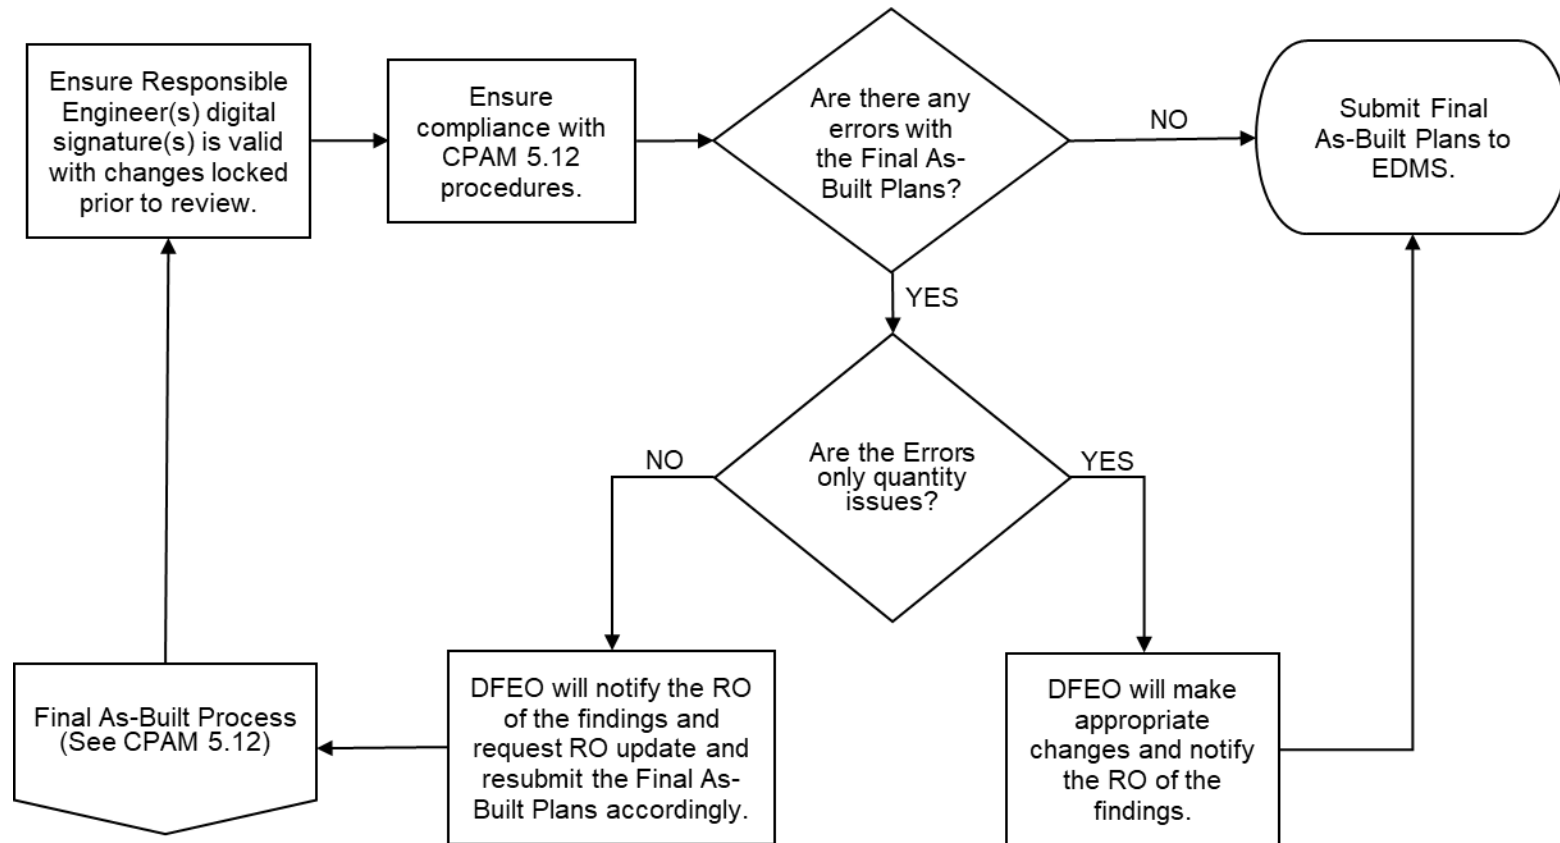 Ensure Responsible
Engineer(s) digital
signature(s) is valid
with changes locked
prior to review.
Ensure
compliance with
CPAM 5.12
procedures.
Are there any
errors with
the Final As-
Built Plans?
NO
Submit Final
As-Built Plans to
EDMS.
YES
Are the Errors
only quantity
issues?
NO
YES
Final As-Built Process
(See CPAM 5.12)
DFEO will notify the RO
of the findings and
request RO update and
resubmit the Final As-
Built Plans accordingly.
DFEO will make
appropriate
changes and notify
the RO of the
findings.